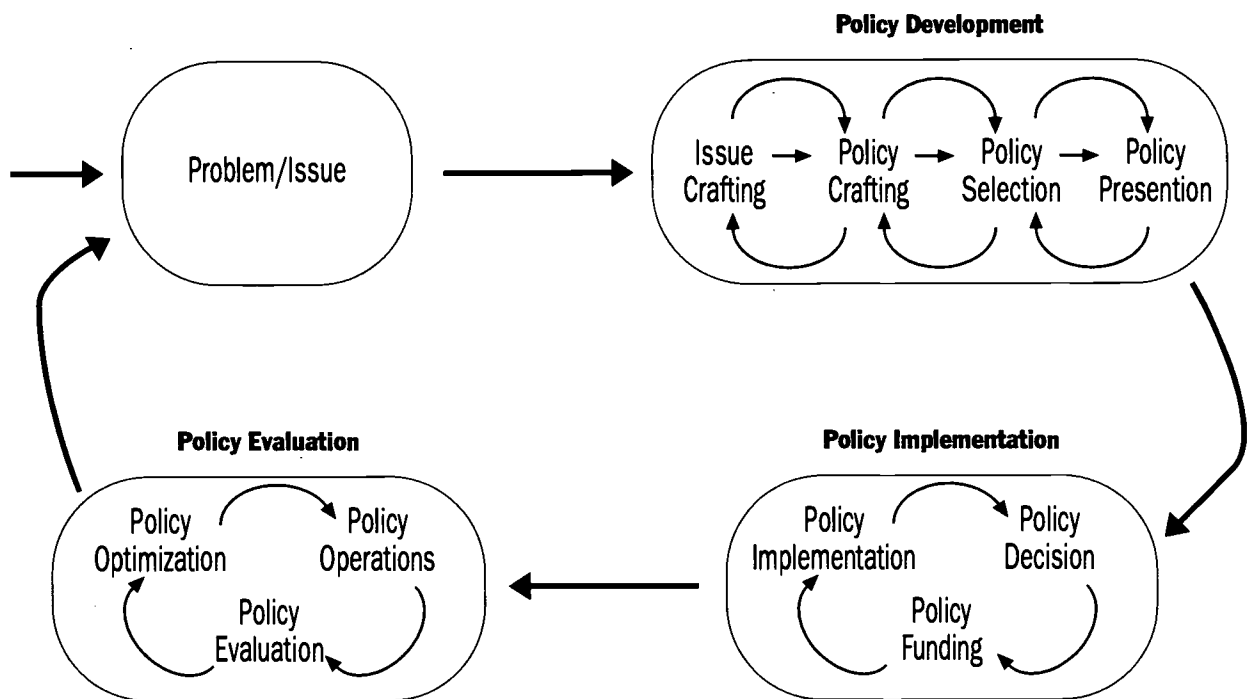 Policy Development
Problem/Issue
Issue
Crafting
Policy
Crafting
Policy
Selection
Policy
Presention
Policy Evaluation
Policy
Optimization
Policy
Operations
Policy
Evaluation
Policy Implementation
Policy
Implementation
Policy
Decision
Policy
Funding